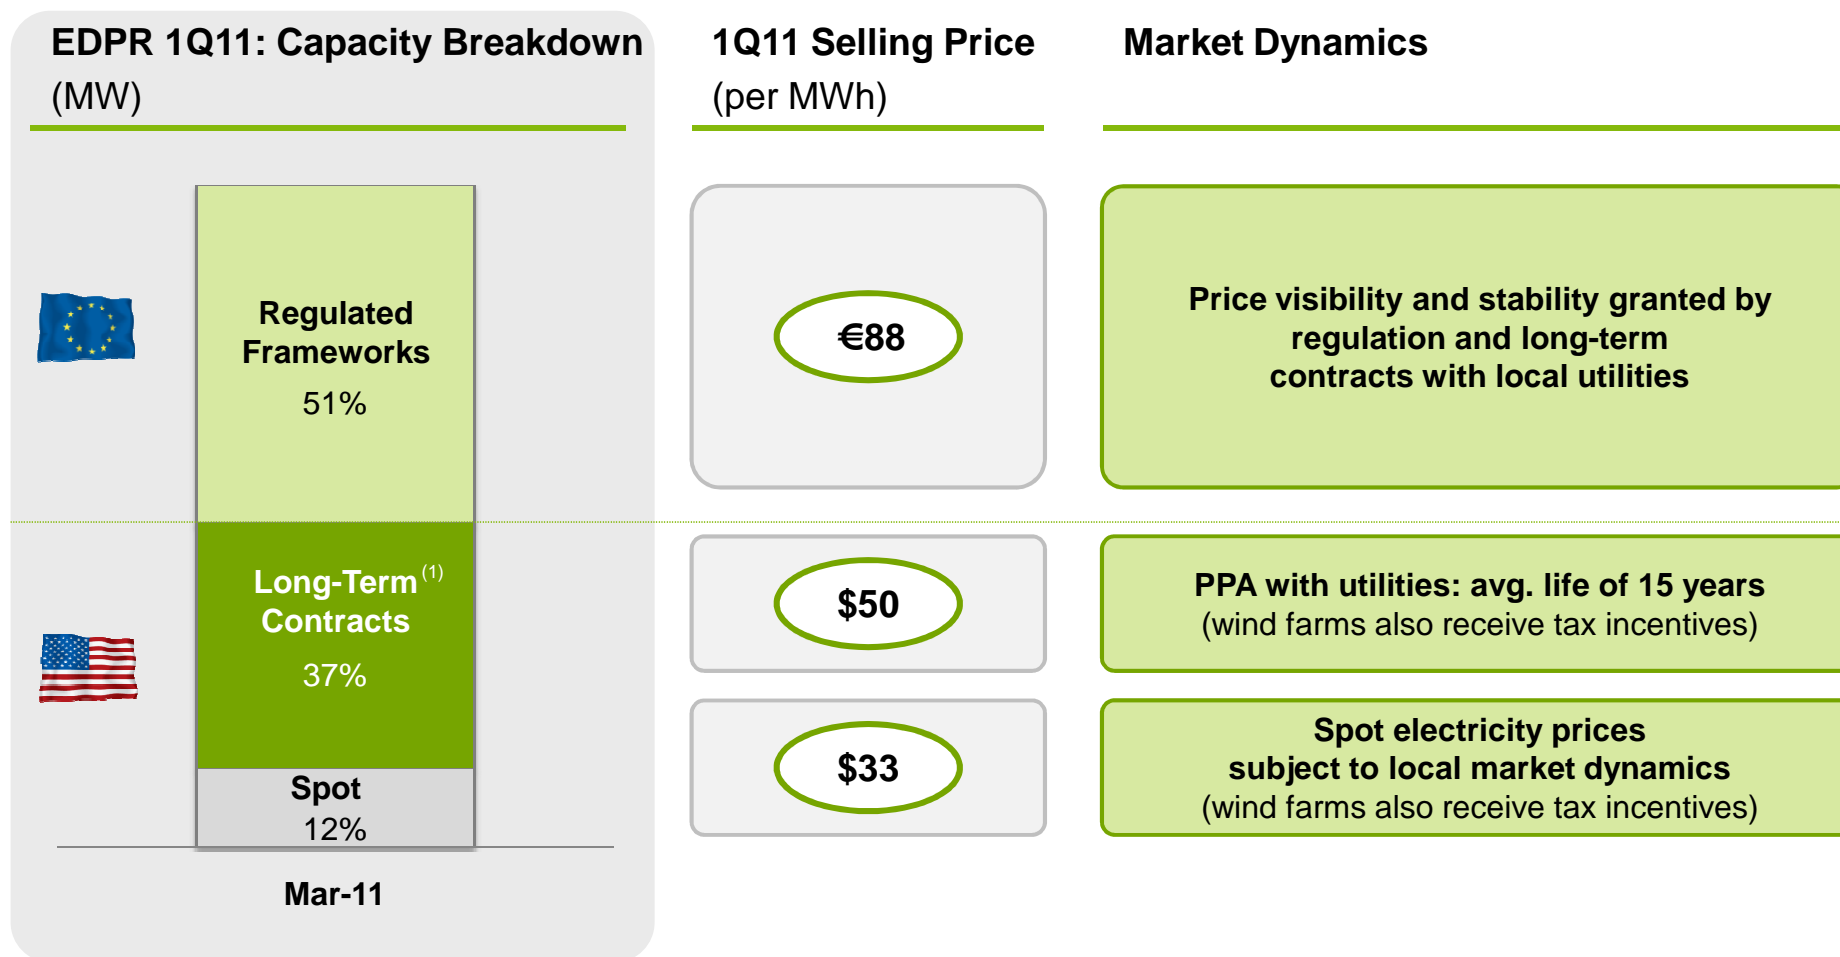 EDPR 1Q11: Capacity Breakdown
(MW)
1Q11 Selling Price
(per MWh)
Market Dynamics
Regulated
Frameworks
51%
€88
Price visibility and stability granted by
regulation and long-term
contracts with local utilities
Long-Term (1)
Contracts
37%
$50
PPA with utilities: avg. life of 15 years
(wind farms also receive tax incentives)
Spot
12%
$33
Spot electricity prices
subject to local market dynamics
(wind farms also receive tax incentives)
Mar-11